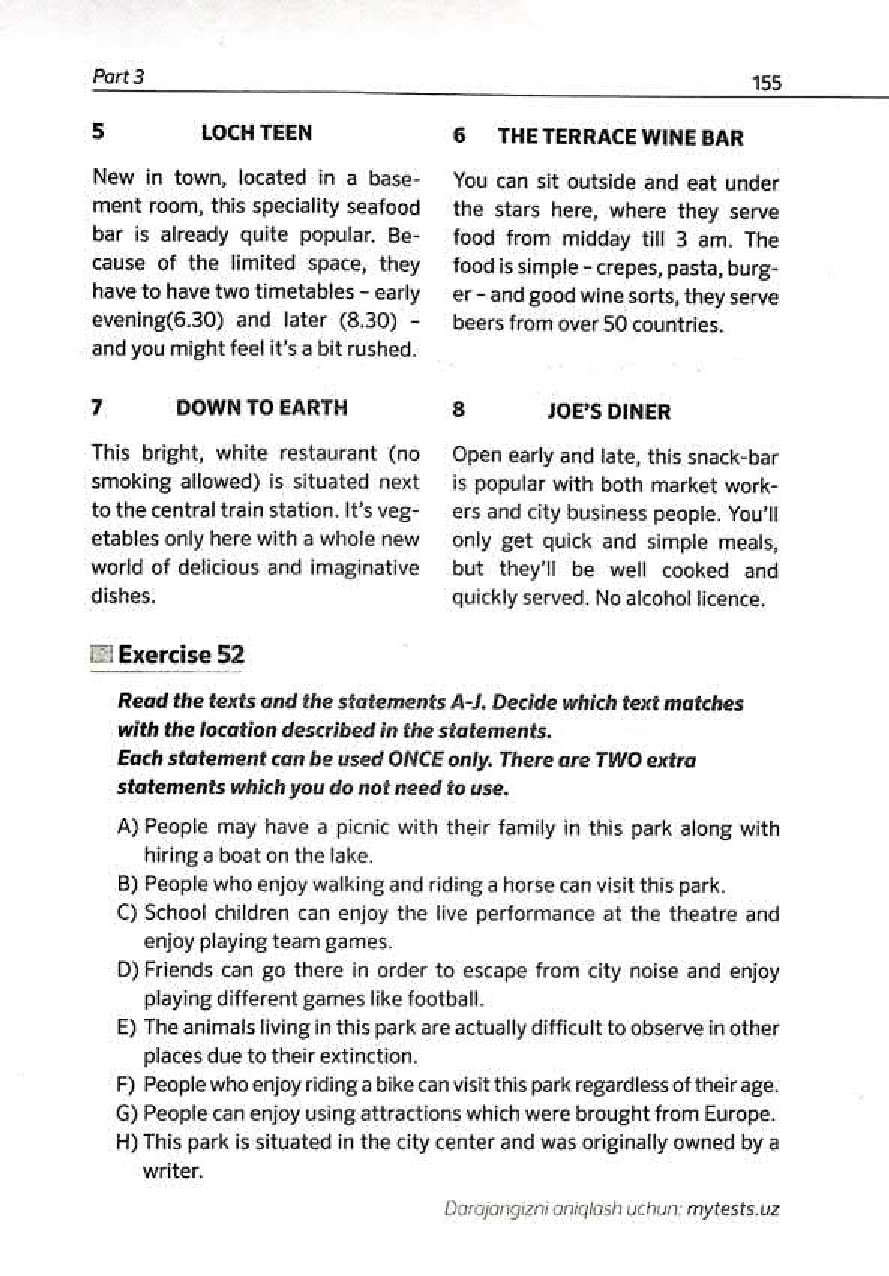 Part 3
155
5 LOCH TEEN
New in town, located in a base-
ment room, this speciality seafood
bar is already quite popular. Be-
cause of the limited space, they
have to have two timetables – early
evening(6.30) and later (8.30) –
and you might feel it's a bit rushed.
6 THE TERRACE WINE BAR
You can sit outside and eat under
the stars here, where they serve
food from midday till 3 am. The
food is simple – crepes, pasta, burg-
er – and good wine sorts, they serve
beers from over 50 countries.
7 DOWN TO EARTH
This bright, white restaurant (no
smoking allowed) is situated next
to the central train station. It's veg-
etables only here with a whole new
world of delicious and imaginative
dishes.
8 JOE'S DINER
Open early and late, this snack-bar
is popular with both market work-
ers and city business people. You'll
only get quick and simple meals,
but they'll be well cooked and
quickly served. No alcohol licence.
Exercise 52
Read the texts and the statements A-J. Decide which text matches
with the location described in the statements.
Each statement can be used ONCE only. There are TWO extra
statements which you do not need to use.
A) People may have a picnic with their family in this park along with
hiring a boat on the lake.
B) People who enjoy walking and riding a horse can visit this park.
C) School children can enjoy the live performance at the theatre and
enjoy playing team games.
D) Friends can go there in order to escape from city noise and enjoy
playing different games like football.
E) The animals living in this park are actually difficult to observe in other
places due to their extinction.
F) People who enjoy riding a bike can visit this park regardless of their age.
G) People can enjoy using attractions which were brought from Europe.
H) This park is situated in the city center and was originally owned by a
writer.
Darajangizni aniqlash uchun: mytests.uz